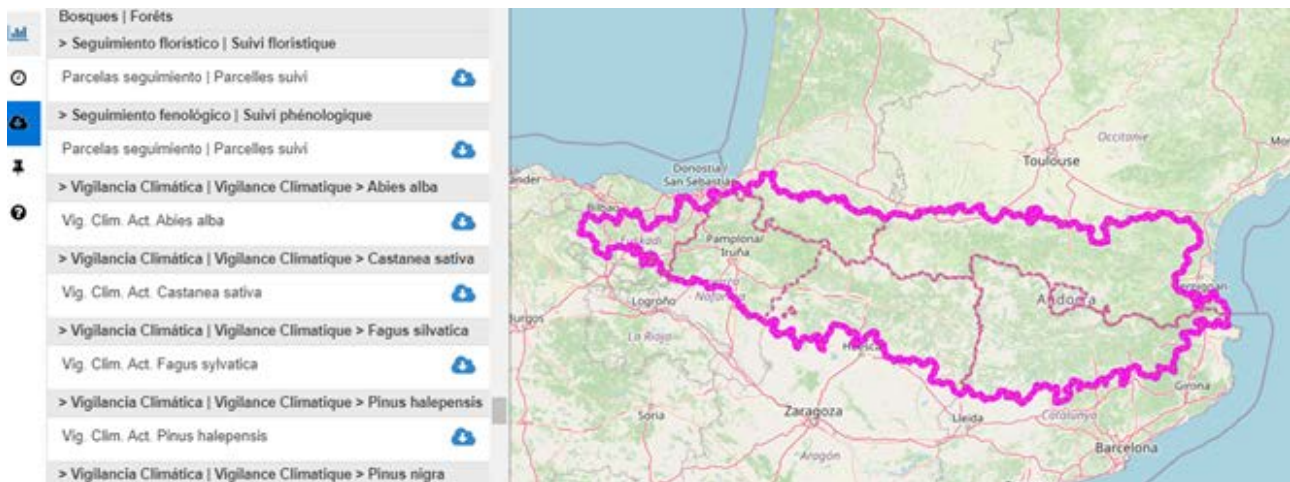 Bosques | Forêts
> Seguimiento florístico | Suivi floristique
Parcelas seguimiento | Parcelles suivi
> Seguimiento fenológico | Suivi phénologique
Parcelas seguimiento | Parcelles suivi
> Vigilancia Climática | Vigilance Climatique > Abies alba
Vig. Clim. Act. Abies alba
> Vigilancia Climática | Vigilance Climatique > Castanea sativa
Vig. Clim. Act. Castanea sativa
> Vigilancia Climática | Vigilance Climatique > Fagus silvatica
Vig. Clim. Act. Fagus sylvatica
> Vigilancia Climática | Vigilance Climatique > Pinus halepensis
Vig. Clim. Act. Pinus halepensis
> Vigilancia Climática | Vigilance Climatique > Pinus nigra
Occitanie
Toulouse
Donostia /
San Sebastián
Pamplona/
Iruña
Logroño
La Rioja
Andorra
Girona
Soria
Zaragoza
Lleida
Catalunya
Barcelona
Aragón